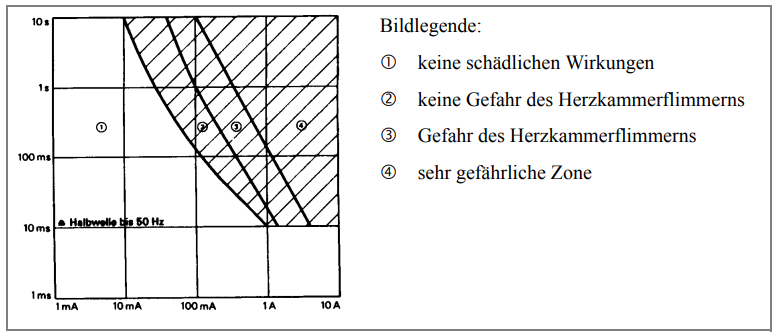 10 s
1 s
100 ms
10 ms
1 ms
① ② ③ ④
≙ Halbwelle bis 50 Hz
1 mA 10 mA 100 mA 1 A 10 A
Bildlegende:
① keine schädlichen Wirkungen
② keine Gefahr des Herzkammerflimmerns
③ Gefahr des Herzkammerflimmerns
④ sehr gefährliche Zone